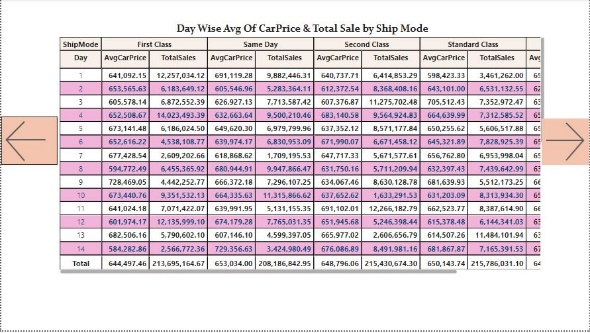 Day Wise Avg Of CarPrice & Total Sale by Ship Mode
ShipMode First Class Same Day Second Class Standard Class
Day AvgCarPrice TotalSales AvgCarPrice TotalSales AvgCarPrice TotalSales AvgCarPrice TotalSales Avg
1 641,092.15 12,257,034.12 691,119.28 9,882,446.31 640,737.71 6,414,853.29 598,423.33 3,461,262.00 65
2 653,565.63 6,183,649.12 605,546.96 5,283,364.11 612,372.54 8,368,408.16 643,101.00 6,531,132.55 62
3 605,578.14 6,872,552.39 626,927.13 7,713,587.42 607,376.87 11,275,702.48 705,512.43 7,352,972.47 63
4 652,508.67 14,023,493.39 632,663.64 9,500,210.46 683,140.58 9,564,924.83 664,639.99 7,312,585.52 61
5 673,141.48 6,186,024.50 649,620.30 6,979,799.96 637,352.12 8,571,177.84 650,255.62 5,606,517.88 65
6 652,616.22 4,538,108.77 639,974.17 6,830,953.09 671,990.07 6,671,458.12 645,321.89 7,828,925.39 66
7 677,428.54 2,609,202.66 618,868.62 1,709,195.53 647,717.33 5,671,577.61 656,762.80 6,953,998.04 65
8 594,772.49 6,455,365.92 680,944.91 9,947,866.47 631,750.16 5,711,209.94 632,397.43 7,439,642.99 63
9 728,469.05 4,442,252.77 666,372.18 7,296,107.25 634,067.46 8,630,128.78 681,639.93 5,512,173.25 66
10 673,440.76 9,351,532.13 664,335.63 11,315,866.62 637,652.62 1,633,291.53 631,203.09 8,313,934.30 65
11 641,024.18 7,071,422.07 639,991.95 5,131,155.35 691,102.01 12,266,182.79 662,523.77 8,387,614.90 66
12 601,974.17 12,135,999.10 674,179.28 7,765,031.35 651,945.68 5,246,398.44 615,378.48 6,144,341.03 63
13 682,506.16 5,790,602.10 607,146.10 4,599,397.05 665,977.02 2,606,656.79 614,507.26 11,484,101.94 63
14 584,282.86 2,566,772.36 729,356.63 3,424,980.49 676,086.89 8,491,981.16 681,867.87 7,165,391.53 67
Total 644,497.46 213,695,164.67 653,034.00 208,186,842.95 648,796.06 215,430,674.30 650,143.74 215,786,031.10 64